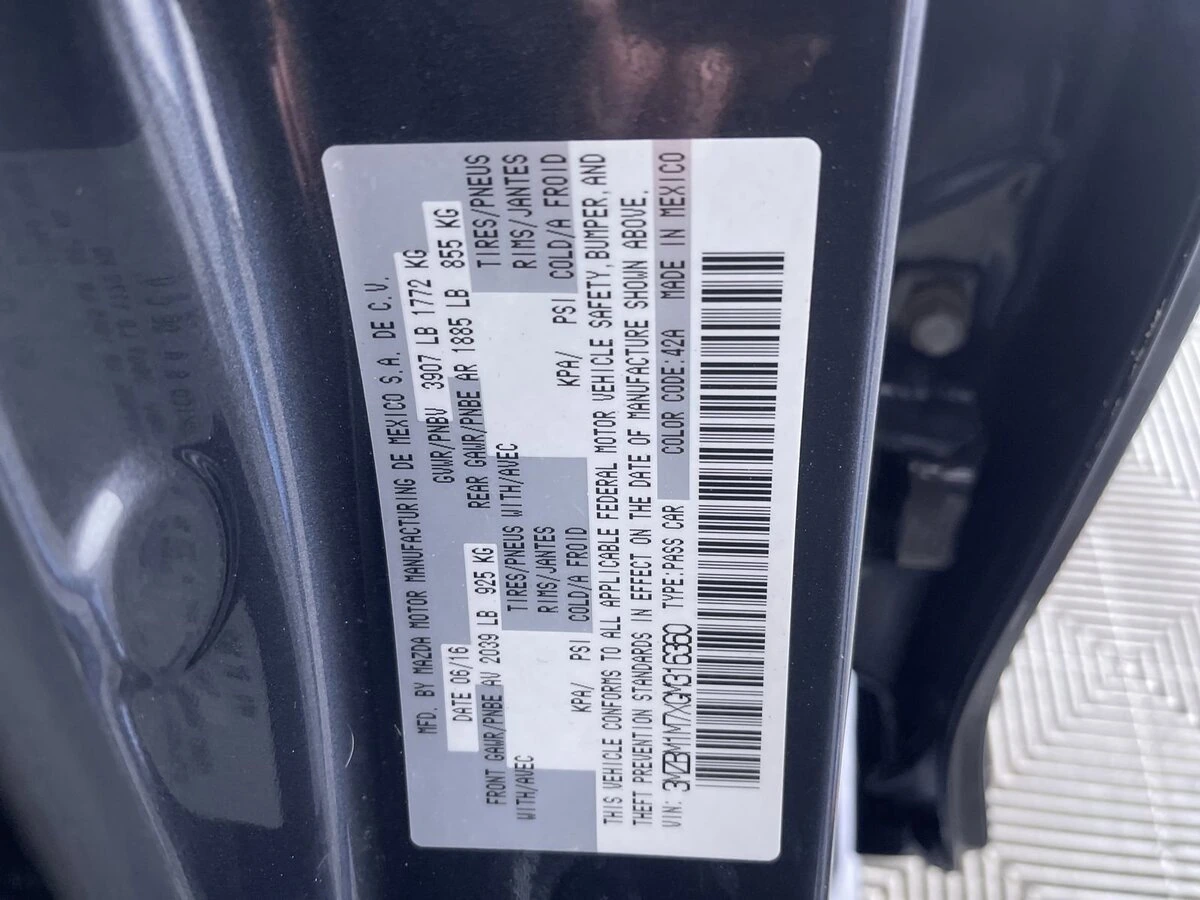 MFD. BY MAZDA MOTOR MANUFACTURING DE MEXICO S.A. DE C.V.
DATE 06/16 GVWR/PNBV 3907 LB 1772 KG
FRONT GAWR/PNBE AV 2039 LB 925 KG REAR GAWR/PNBE AR 1885 LB 855 KG
WITH/AVEC TIRES/PNEUS WITH/AVEC TIRES/PNEUS
RIMS/JANTES RIMS/JANTES
KPA/ PSI COLD/A FROID KPA/ PSI COLD/A FROID
THIS VEHICLE CONFORMS TO ALL APPLICABLE FEDERAL MOTOR VEHICLE SAFETY, BUMPER, AND
THEFT PREVENTION STANDARDS IN EFFECT ON THE DATE OF MANUFACTURE SHOWN ABOVE.
VIN: 3MZBM1M7XGM316360 TYPE:PASS CAR COLOR CODE:42A MADE IN MEXICO